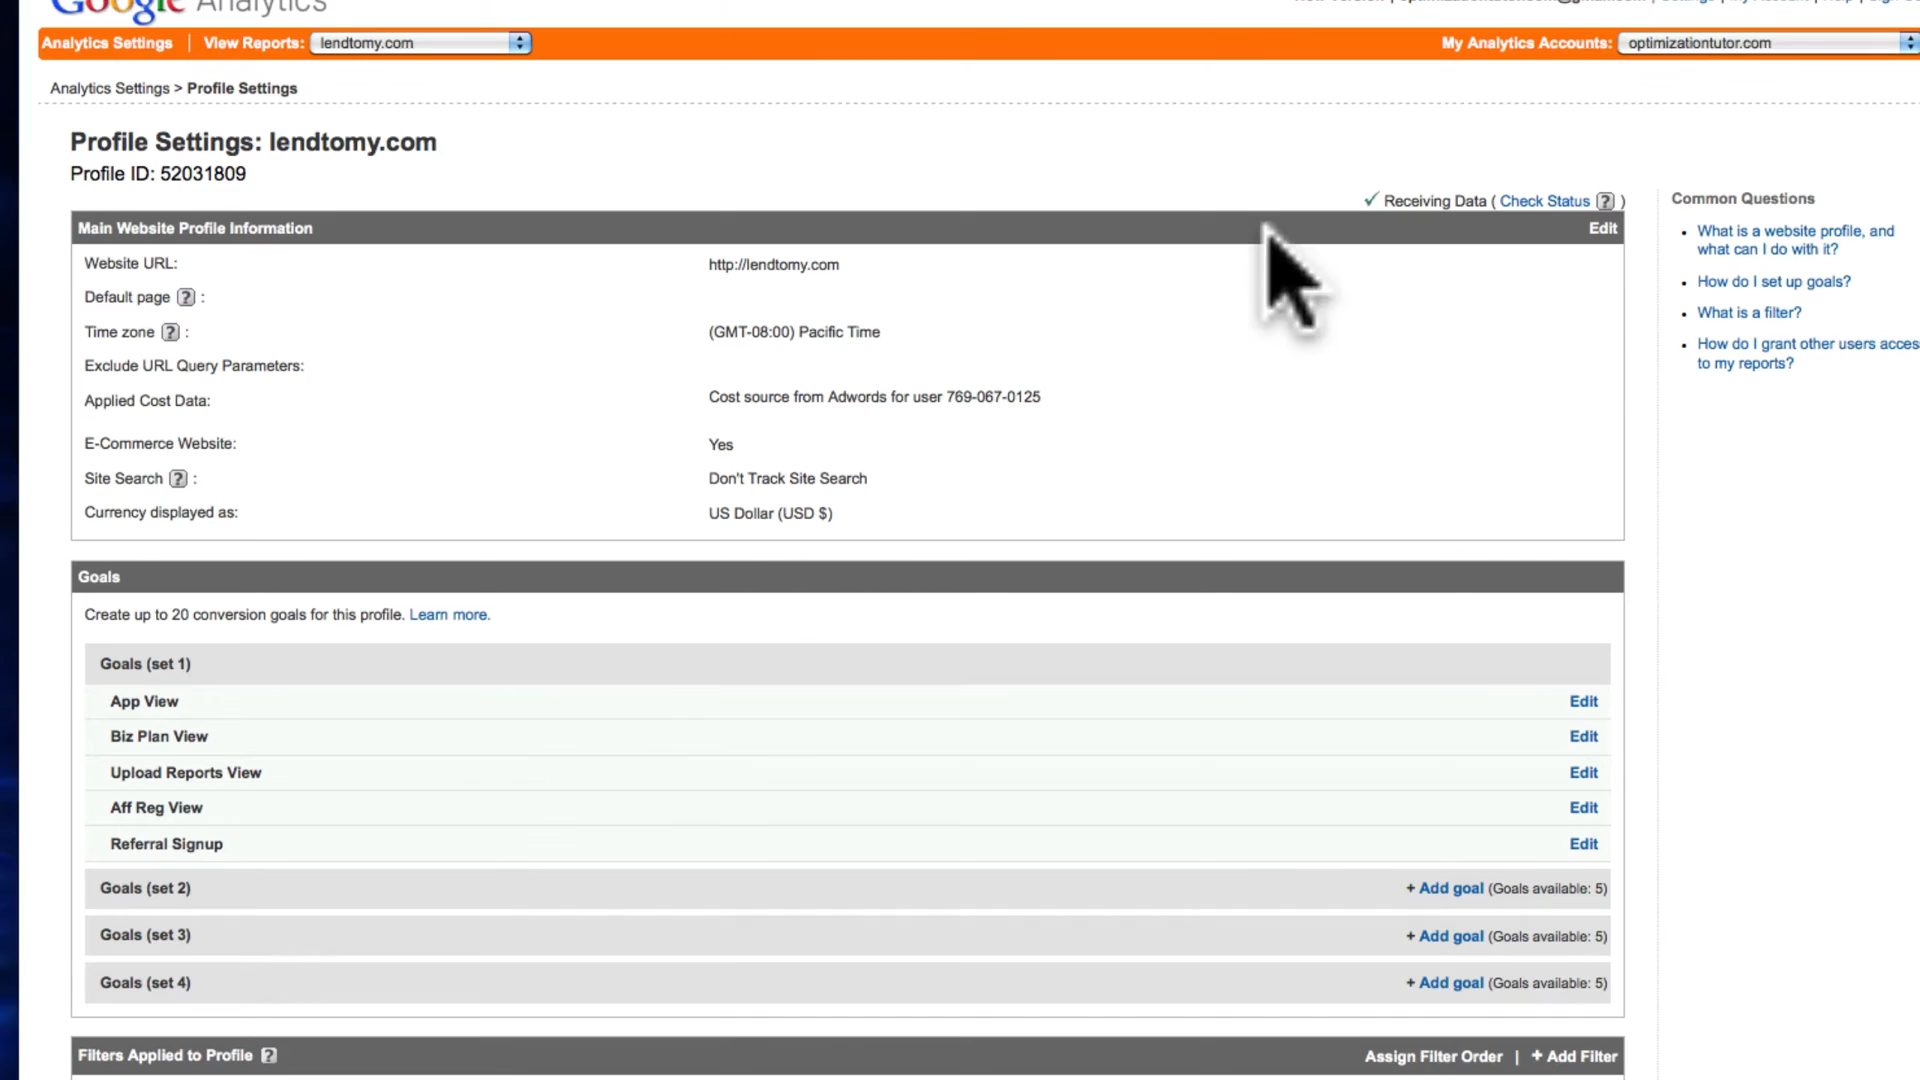 Google Analytics
Analytics Settings | View Reports: lendtomy.com
My Analytics Accounts: optimizationtutor.com
Analytics Settings > Profile Settings
Profile Settings: lendtomy.com
Profile ID: 52031809
✓ Receiving Data ( Check Status ? )
Main Website Profile Information Edit
Website URL: http://lendtomy.com
Default page ? :
Time zone ? : (GMT-08:00) Pacific Time
Exclude URL Query Parameters:
Applied Cost Data: Cost source from Adwords for user 769-067-0125
E-Commerce Website: Yes
Site Search ? : Don't Track Site Search
Currency displayed as: US Dollar (USD $)
Common Questions
What is a website profile, and
what can I do with it?
How do I set up goals?
What is a filter?
How do I grant other users acces
to my reports?
Goals
Create up to 20 conversion goals for this profile. Learn more.
Goals (set 1)
App View Edit
Biz Plan View Edit
Upload Reports View Edit
Aff Reg View Edit
Referral Signup Edit
Goals (set 2) + Add goal (Goals available: 5)
Goals (set 3) + Add goal (Goals available: 5)
Goals (set 4) + Add goal (Goals available: 5)
Filters Applied to Profile ? Assign Filter Order | + Add Filter